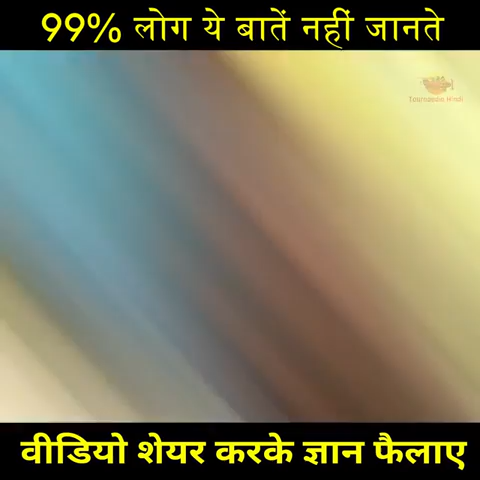 99% लोग ये बातें नहीं जानते
वीडियो शेयर करके ज्ञान फैलाए